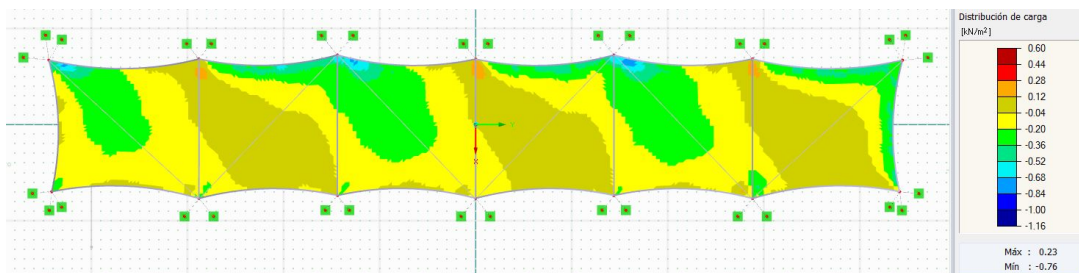 Distribución de carga
[kN/m²]
0.60
0.44
0.28
0.12
-0.04
-0.20
-0.36
-0.52
-0.68
-0.84
-1.00
-1.16
Máx : 0.23
Mín : -0.76
Y
X